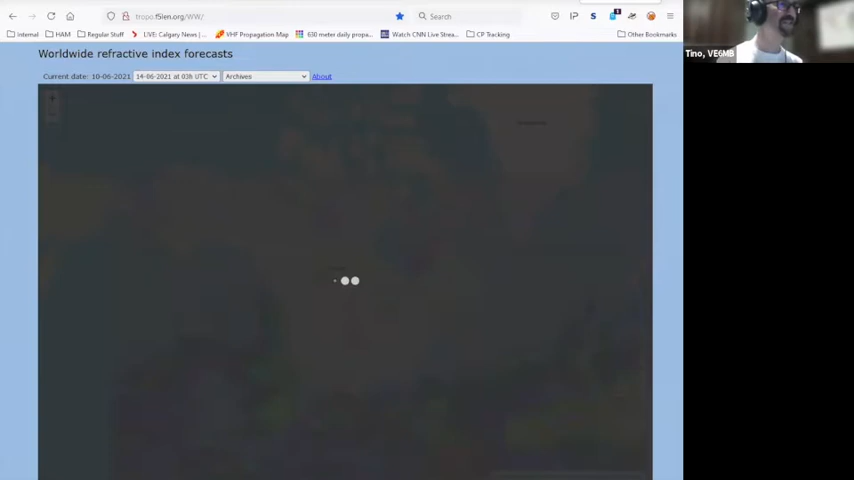 tropo.f5len.org/WW/
Search
Internal
HAM
Regular Stuff
LIVE: Calgary News | ...
VHF Propagation Map
630 meter daily propa...
Watch CNN Live Strea...
CP Tracking
Other Bookmarks
Worldwide refractive index forecasts
Current date: 10-06-2021 14-06-2021 at 03h UTC Archives About
Tino, VE6MB